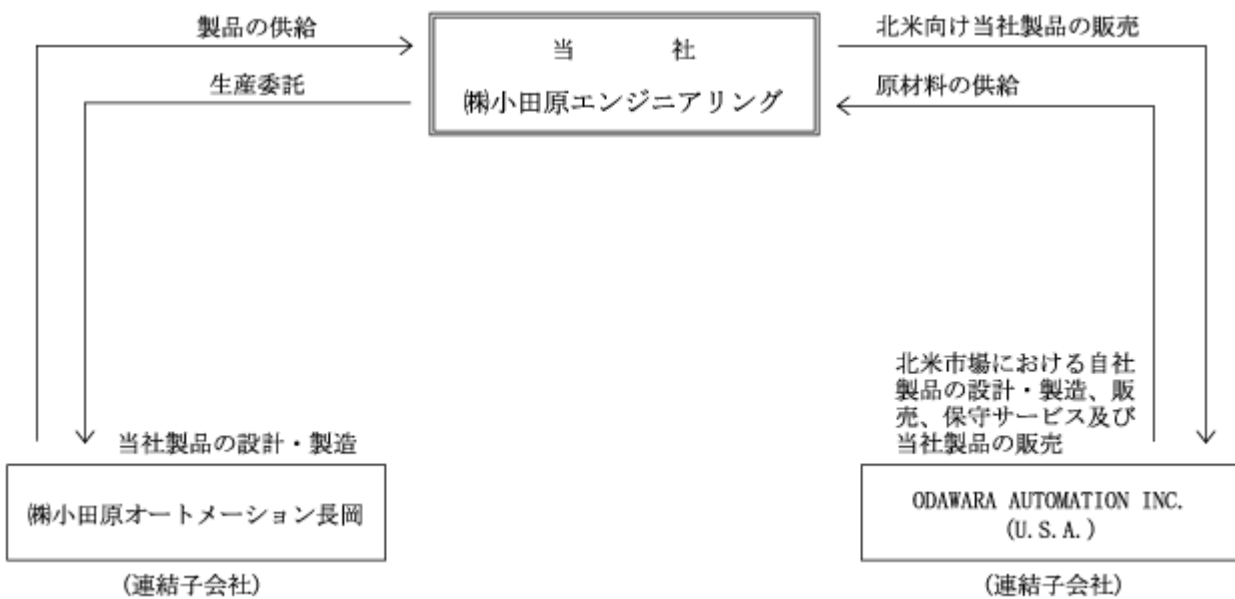 製品の供給
生産委託
当　　　社
㈱小田原エンジニアリング
北米向け当社製品の販売
原材料の供給
当社製品の設計・製造
㈱小田原オートメーション長岡
(連結子会社)
北米市場における自社
製品の設計・製造、販
売、保守サービス及び
当社製品の販売
ODAWARA AUTOMATION INC.
(U.S.A.)
(連結子会社)